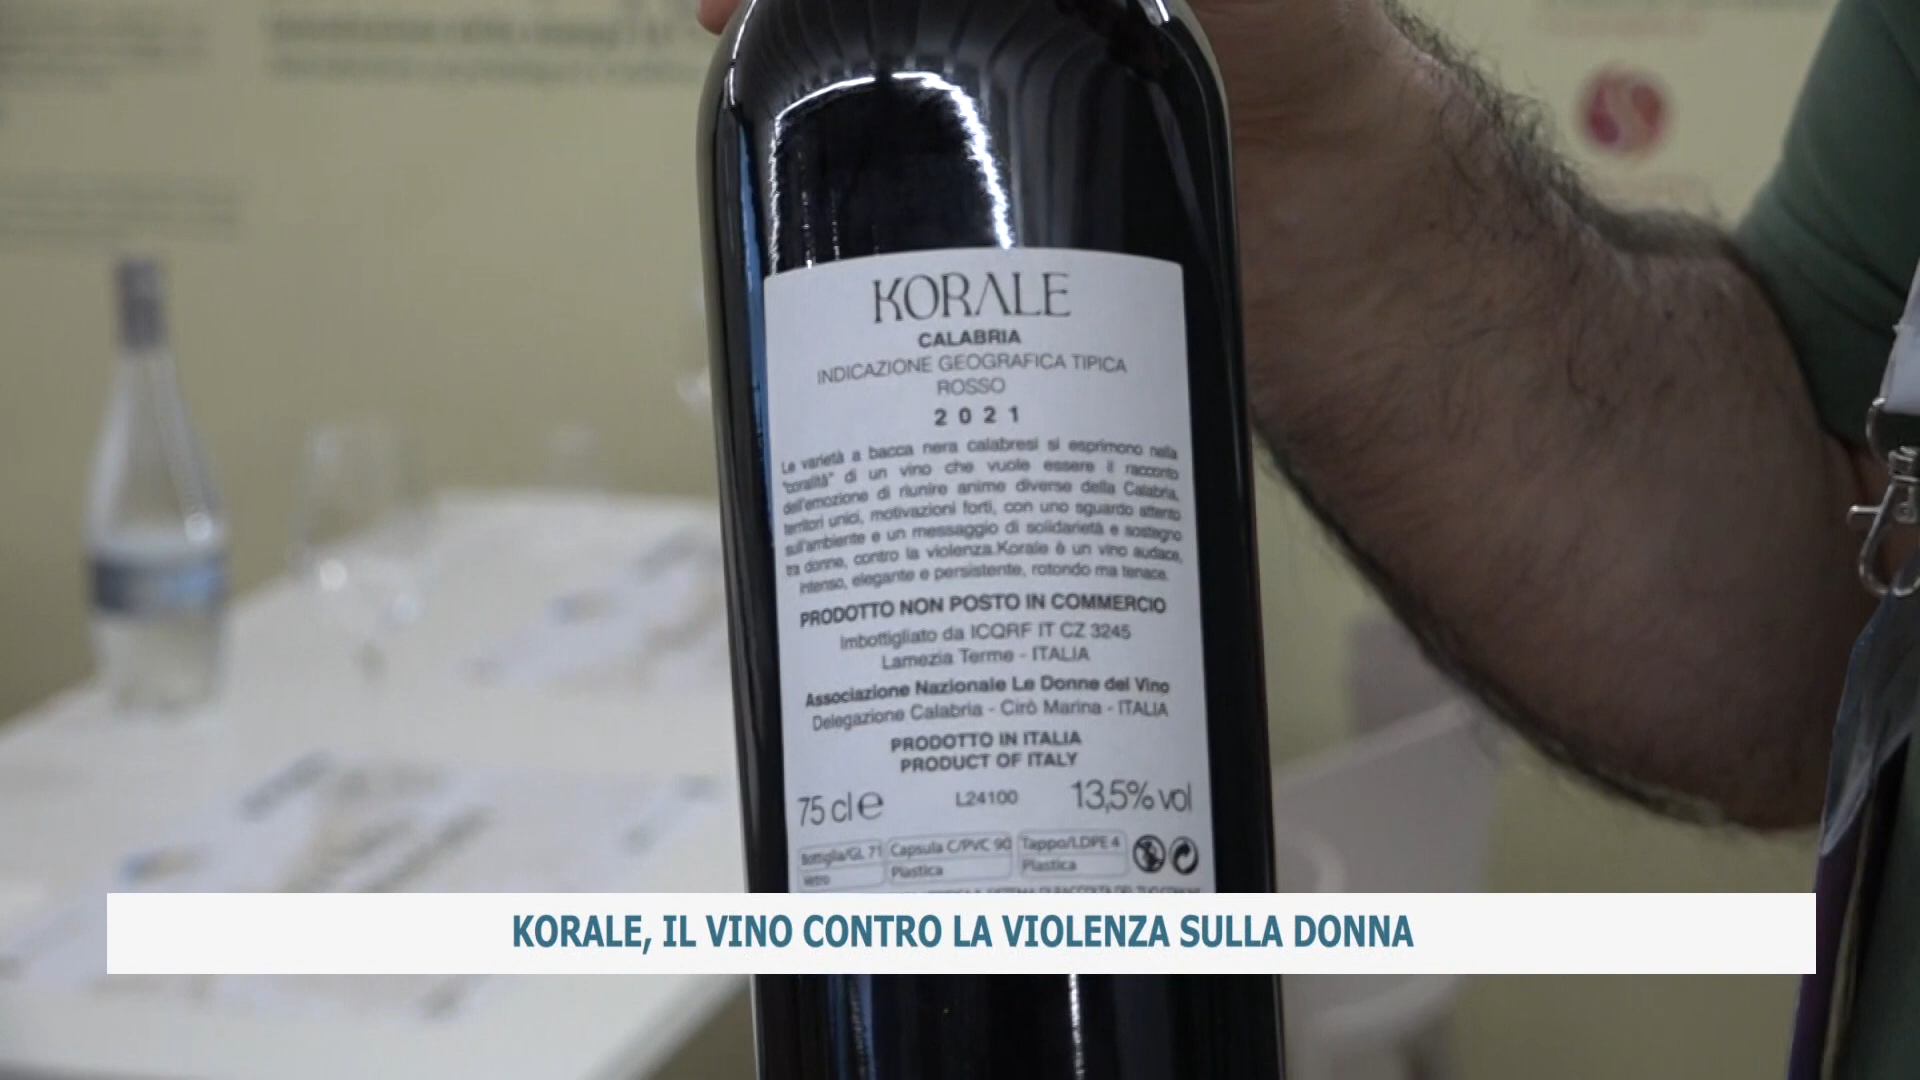 KORALE
CALABRIA
INDICAZIONE GEOGRAFICA TIPICA
ROSSO
2021
Le varietà a bacca nera calabresi si esprimono nella
"coralità" di un vino che vuole essere il racconto
dell'emozione di riunire anime diverse della Calabria,
territori unici, motivazioni forti, con uno sguardo attento
sull'ambiente e un messaggio di solidarietà e sostegno
tra donne, contro la violenza.Korale è un vino audace,
intenso, elegante e persistente, rotondo ma tenace.
PRODOTTO NON POSTO IN COMMERCIO
Imbottigliato da ICQRF IT CZ 3245
Lamezia Terme - ITALIA
Associazione Nazionale Le Donne del Vino
Delegazione Calabria - Cirò Marina - ITALIA
PRODOTTO IN ITALIA
PRODUCT OF ITALY
75 cl e L24100 13,5% vol
Bottiglia/GL 71 Capsula C/PVC 90 Tappo/LDPE 4
Vetro Plastica Plastica
KORALE, IL VINO CONTRO LA VIOLENZA SULLA DONNA